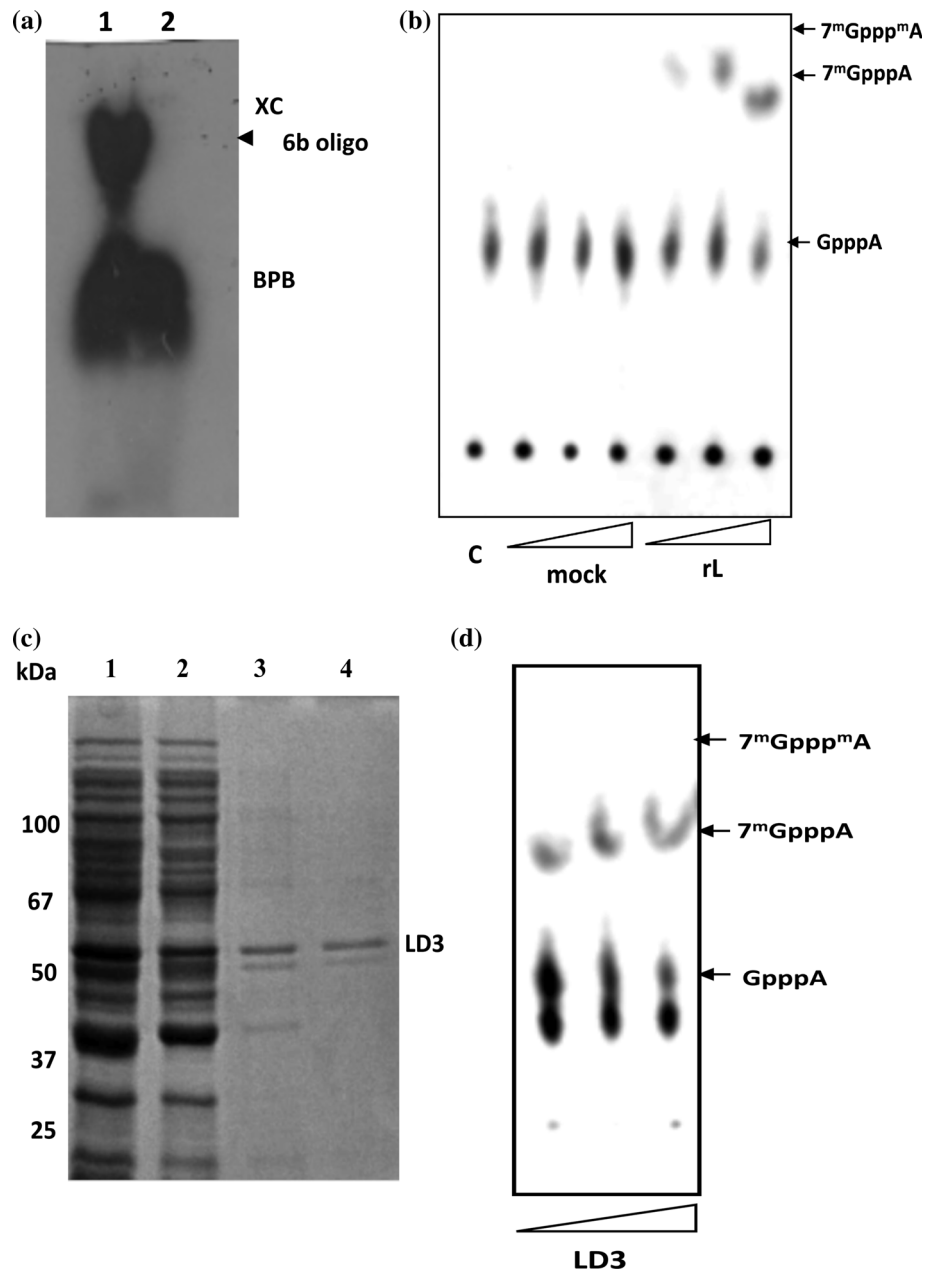 (a)
1 2
XC
6b oligo
BPB
(b)
7mGpppmA
7mGpppA
GpppA
C
mock
rL
(c)
kDa
1 2 3 4
100
67
50
37
25
LD3
(d)
7mGpppmA
7mGpppA
GpppA
LD3